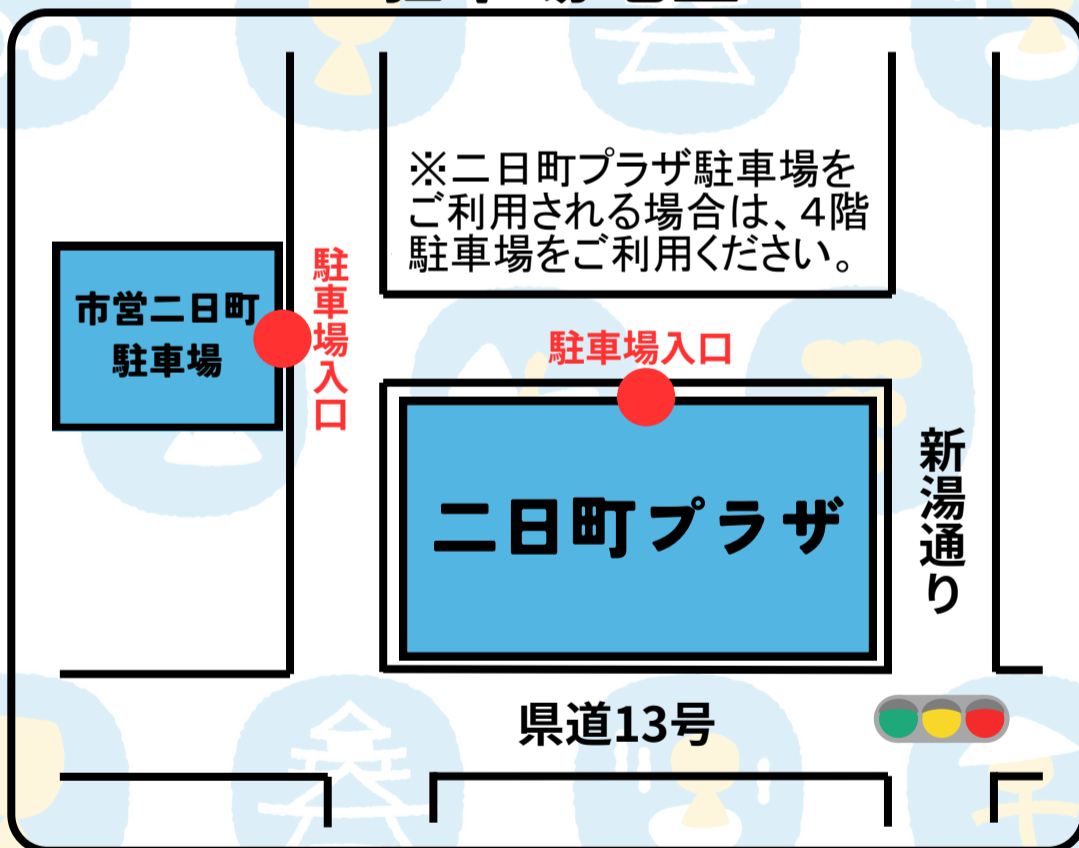 ※二日町プラザ駐車場を
ご利用される場合は、4階
駐車場をご利用ください。
市営二日町
駐車場
駐車場入口
駐車場入口
二日町プラザ
新湯通り
県道13号